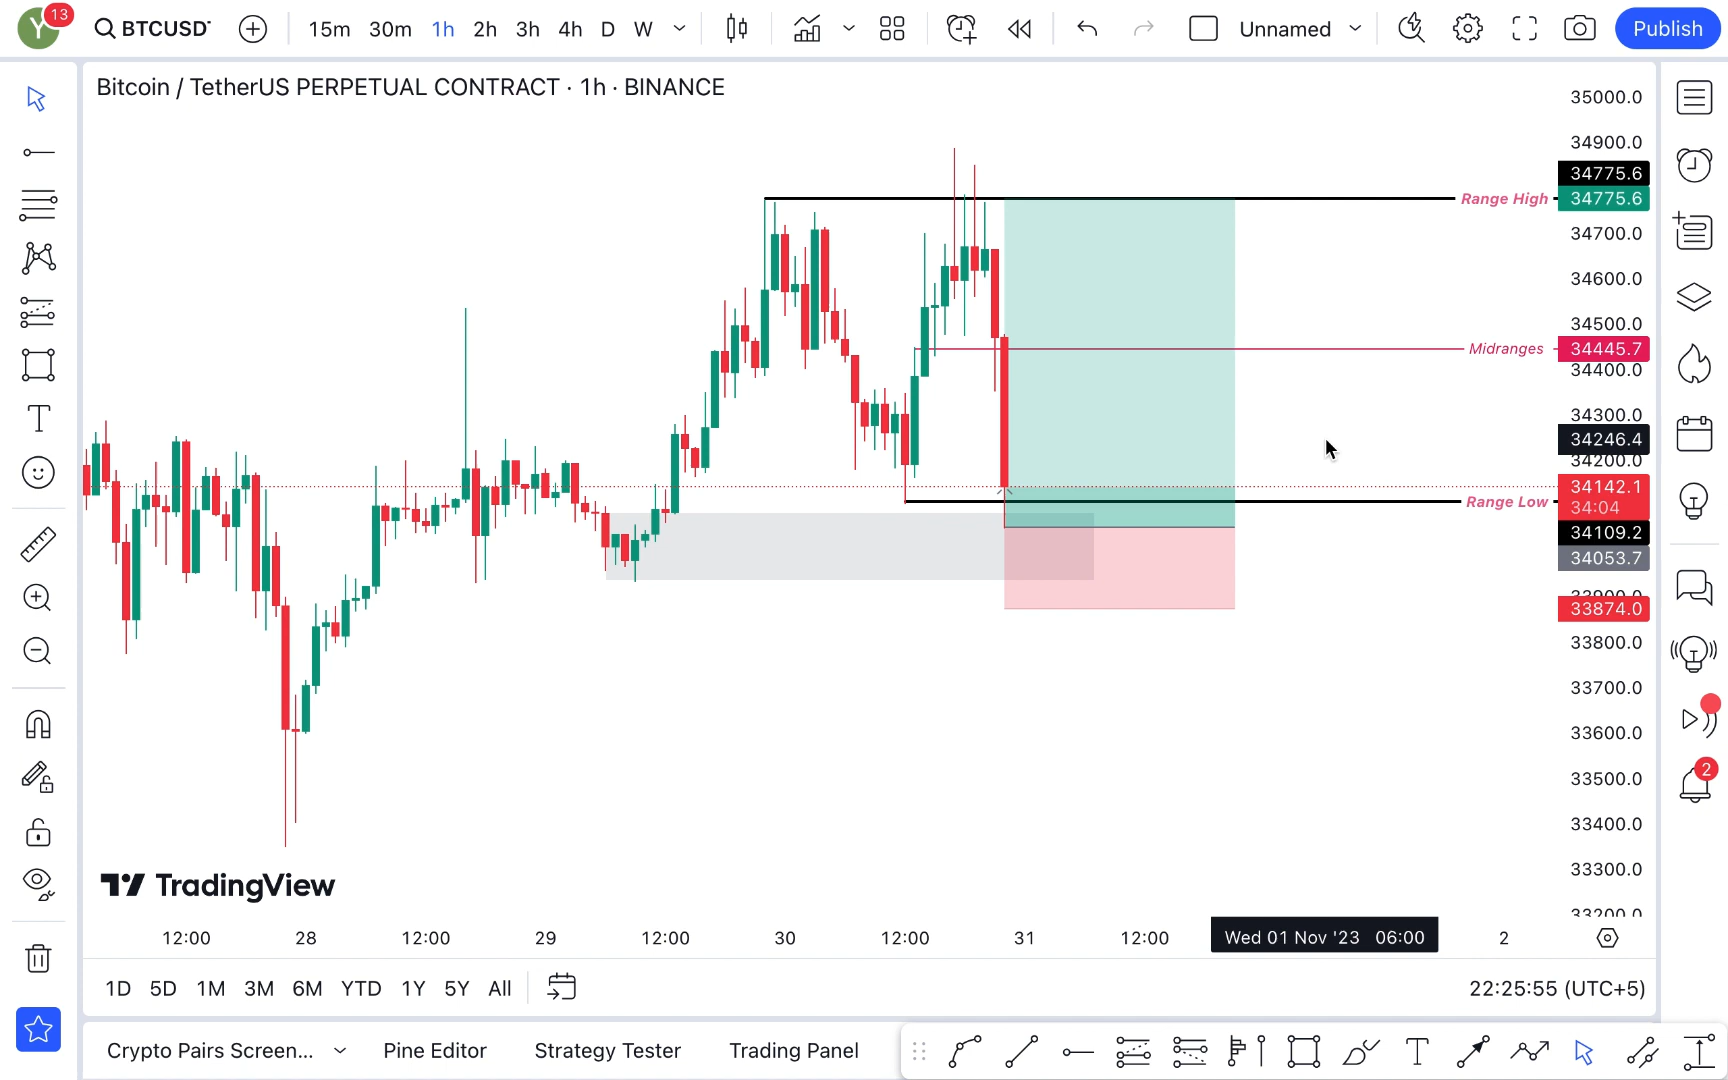 Y 13 BTCUSD 15m 30m 1h 2h 3h 4h D W Unnamed Publish
Bitcoin / TetherUS PERPETUAL CONTRACT · 1h · BINANCE
35000.0
34900.0
34775.6
Range High 34775.6
34700.0
34600.0
34500.0
Midranges 34445.7
34400.0
34300.0
34246.4
34200.0
34142.1
Range Low 34:04
34109.2
34053.7
33900.0
33874.0
33800.0
33700.0
33600.0
33500.0
2
33400.0
33300.0
TradingView
33200.0
12:00 28 12:00 29 12:00 30 12:00 31 12:00 Wed 01 Nov '23 06:00 2
1D 5D 1M 3M 6M YTD 1Y 5Y All 22:25:55 (UTC+5)
Crypto Pairs Screen... Pine Editor Strategy Tester Trading Panel